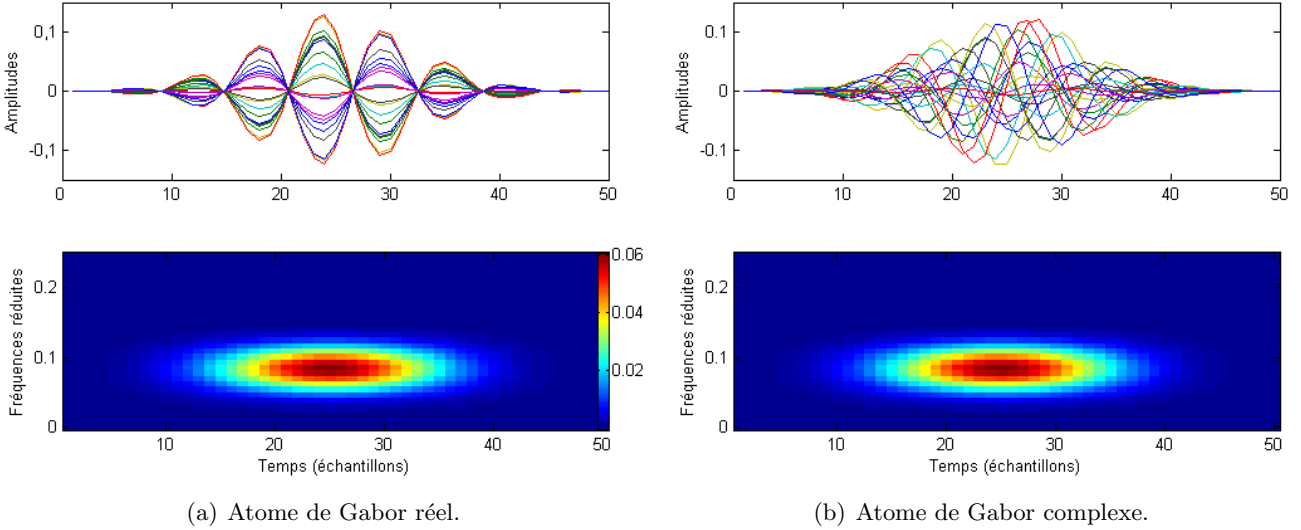 0,1
0
-0,1
Amplitudes
0 10 20 30 40 50
0.1
0
-0.1
Amplitudes
0 10 20 30 40 50
0.2
0.1
0
Fréquences réduites
10 20 30 40 50
Temps (échantillons)
0.06
0.04
0.02
0.2
0.1
0
Fréquences réduites
10 20 30 40 50
Temps (échantillons)
(a) Atome de Gabor réel.
(b) Atome de Gabor complexe.